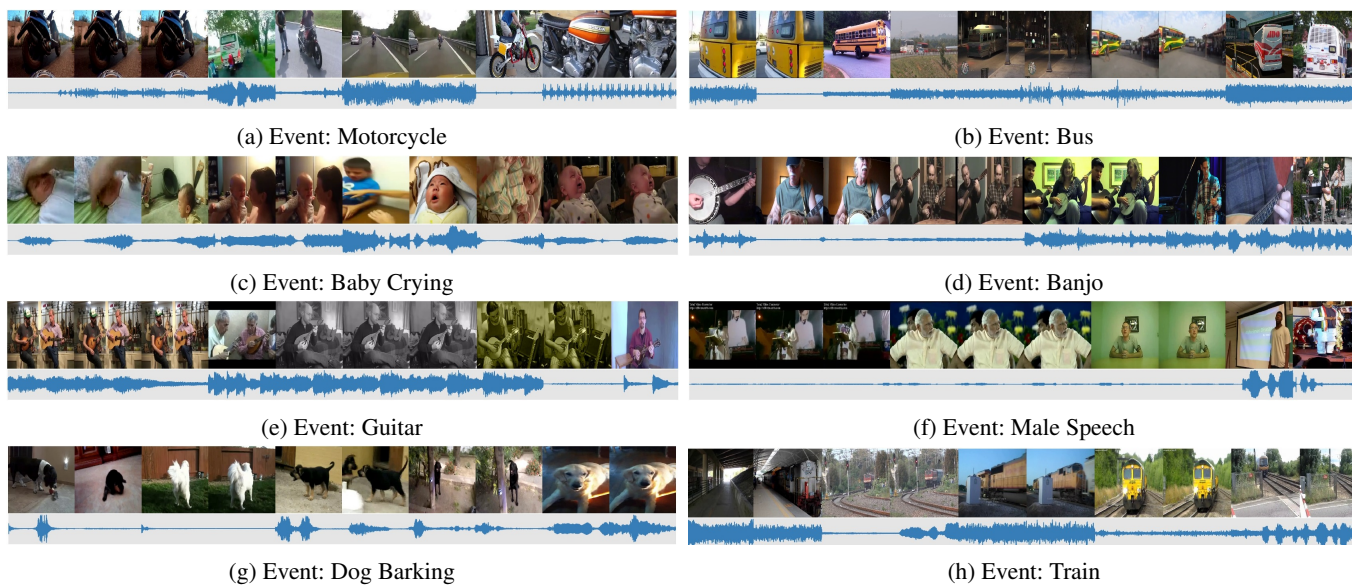 (a) Event: Motorcycle
(b) Event: Bus
(c) Event: Baby Crying
(d) Event: Banjo
(e) Event: Guitar
(f) Event: Male Speech
(g) Event: Dog Barking
(h) Event: Train